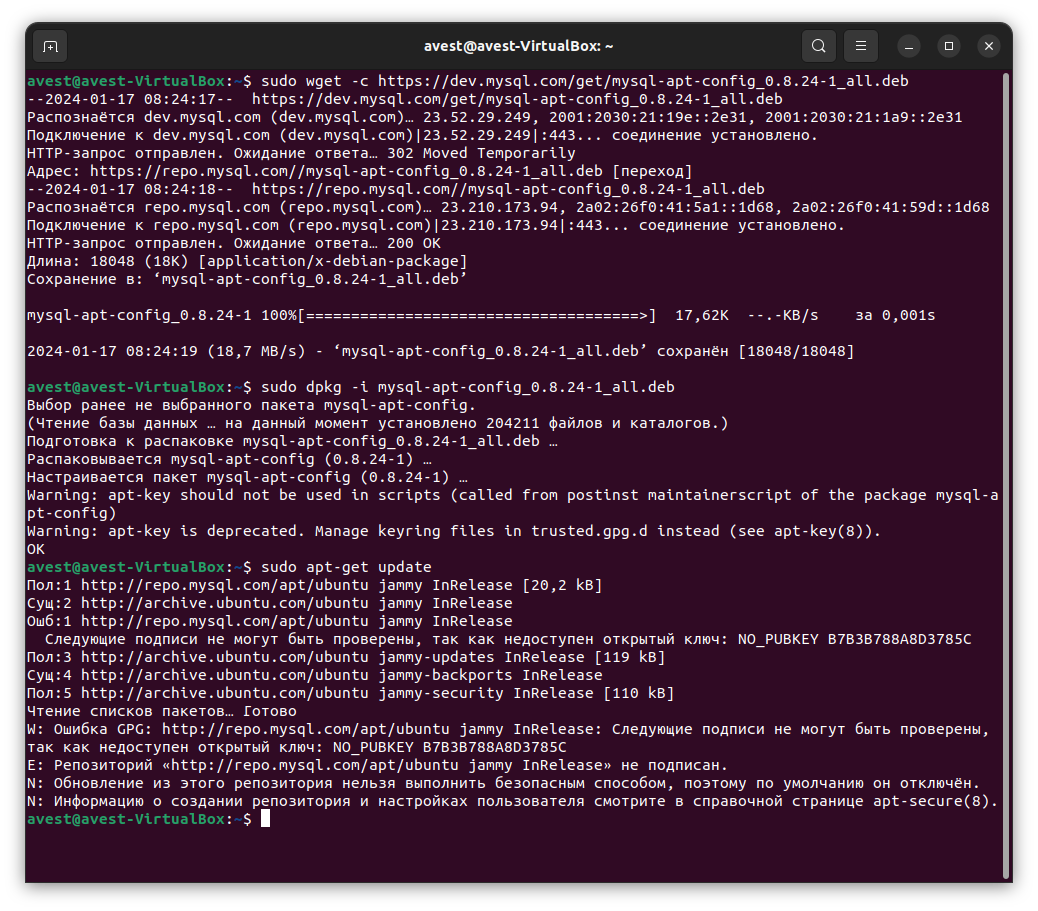 avest@avest-VirtualBox: ~
avest@avest-VirtualBox:~$ sudo wget -c https://dev.mysql.com/get/mysql-apt-config_0.8.24-1_all.deb
--2024-01-17 08:24:17--  https://dev.mysql.com/get/mysql-apt-config_0.8.24-1_all.deb
Распознаётся dev.mysql.com (dev.mysql.com)… 23.52.29.249, 2001:2030:21:19e::2e31, 2001:2030:21:1a9::2e31
Подключение к dev.mysql.com (dev.mysql.com)|23.52.29.249|:443... соединение установлено.
HTTP-запрос отправлен. Ожидание ответа… 302 Moved Temporarily
Адрес: https://repo.mysql.com//mysql-apt-config_0.8.24-1_all.deb [переход]
--2024-01-17 08:24:18--  https://repo.mysql.com//mysql-apt-config_0.8.24-1_all.deb
Распознаётся repo.mysql.com (repo.mysql.com)… 23.210.173.94, 2a02:26f0:41:5a1::1d68, 2a02:26f0:41:59d::1d68
Подключение к repo.mysql.com (repo.mysql.com)|23.210.173.94|:443... соединение установлено.
HTTP-запрос отправлен. Ожидание ответа… 200 OK
Длина: 18048 (18K) [application/x-debian-package]
Сохранение в: ‘mysql-apt-config_0.8.24-1_all.deb’
mysql-apt-config_0.8.24-1 100%[=====================================>]  17,62K  --.-KB/s    за 0,001s
2024-01-17 08:24:19 (18,7 MB/s) - ‘mysql-apt-config_0.8.24-1_all.deb’ сохранён [18048/18048]
avest@avest-VirtualBox:~$ sudo dpkg -i mysql-apt-config_0.8.24-1_all.deb
Выбор ранее не выбранного пакета mysql-apt-config.
(Чтение базы данных … на данный момент установлено 204211 файлов и каталогов.)
Подготовка к распаковке mysql-apt-config_0.8.24-1_all.deb …
Распаковывается mysql-apt-config (0.8.24-1) …
Настраивается пакет mysql-apt-config (0.8.24-1) …
Warning: apt-key should not be used in scripts (called from postinst maintainerscript of the package mysql-a
pt-config)
Warning: apt-key is deprecated. Manage keyring files in trusted.gpg.d instead (see apt-key(8)).
OK
avest@avest-VirtualBox:~$ sudo apt-get update
Пол:1 http://repo.mysql.com/apt/ubuntu jammy InRelease [20,2 kB]
Сущ:2 http://archive.ubuntu.com/ubuntu jammy InRelease
Ошб:1 http://repo.mysql.com/apt/ubuntu jammy InRelease
  Следующие подписи не могут быть проверены, так как недоступен открытый ключ: NO_PUBKEY B7B3B788A8D3785C
Пол:3 http://archive.ubuntu.com/ubuntu jammy-updates InRelease [119 kB]
Сущ:4 http://archive.ubuntu.com/ubuntu jammy-backports InRelease
Пол:5 http://archive.ubuntu.com/ubuntu jammy-security InRelease [110 kB]
Чтение списков пакетов… Готово
W: Ошибка GPG: http://repo.mysql.com/apt/ubuntu jammy InRelease: Следующие подписи не могут быть проверены,
так как недоступен открытый ключ: NO_PUBKEY B7B3B788A8D3785C
E: Репозиторий «http://repo.mysql.com/apt/ubuntu jammy InRelease» не подписан.
N: Обновление из этого репозитория нельзя выполнить безопасным способом, поэтому по умолчанию он отключён.
N: Информацию о создании репозитория и настройках пользователя смотрите в справочной странице apt-secure(8).
avest@avest-VirtualBox:~$